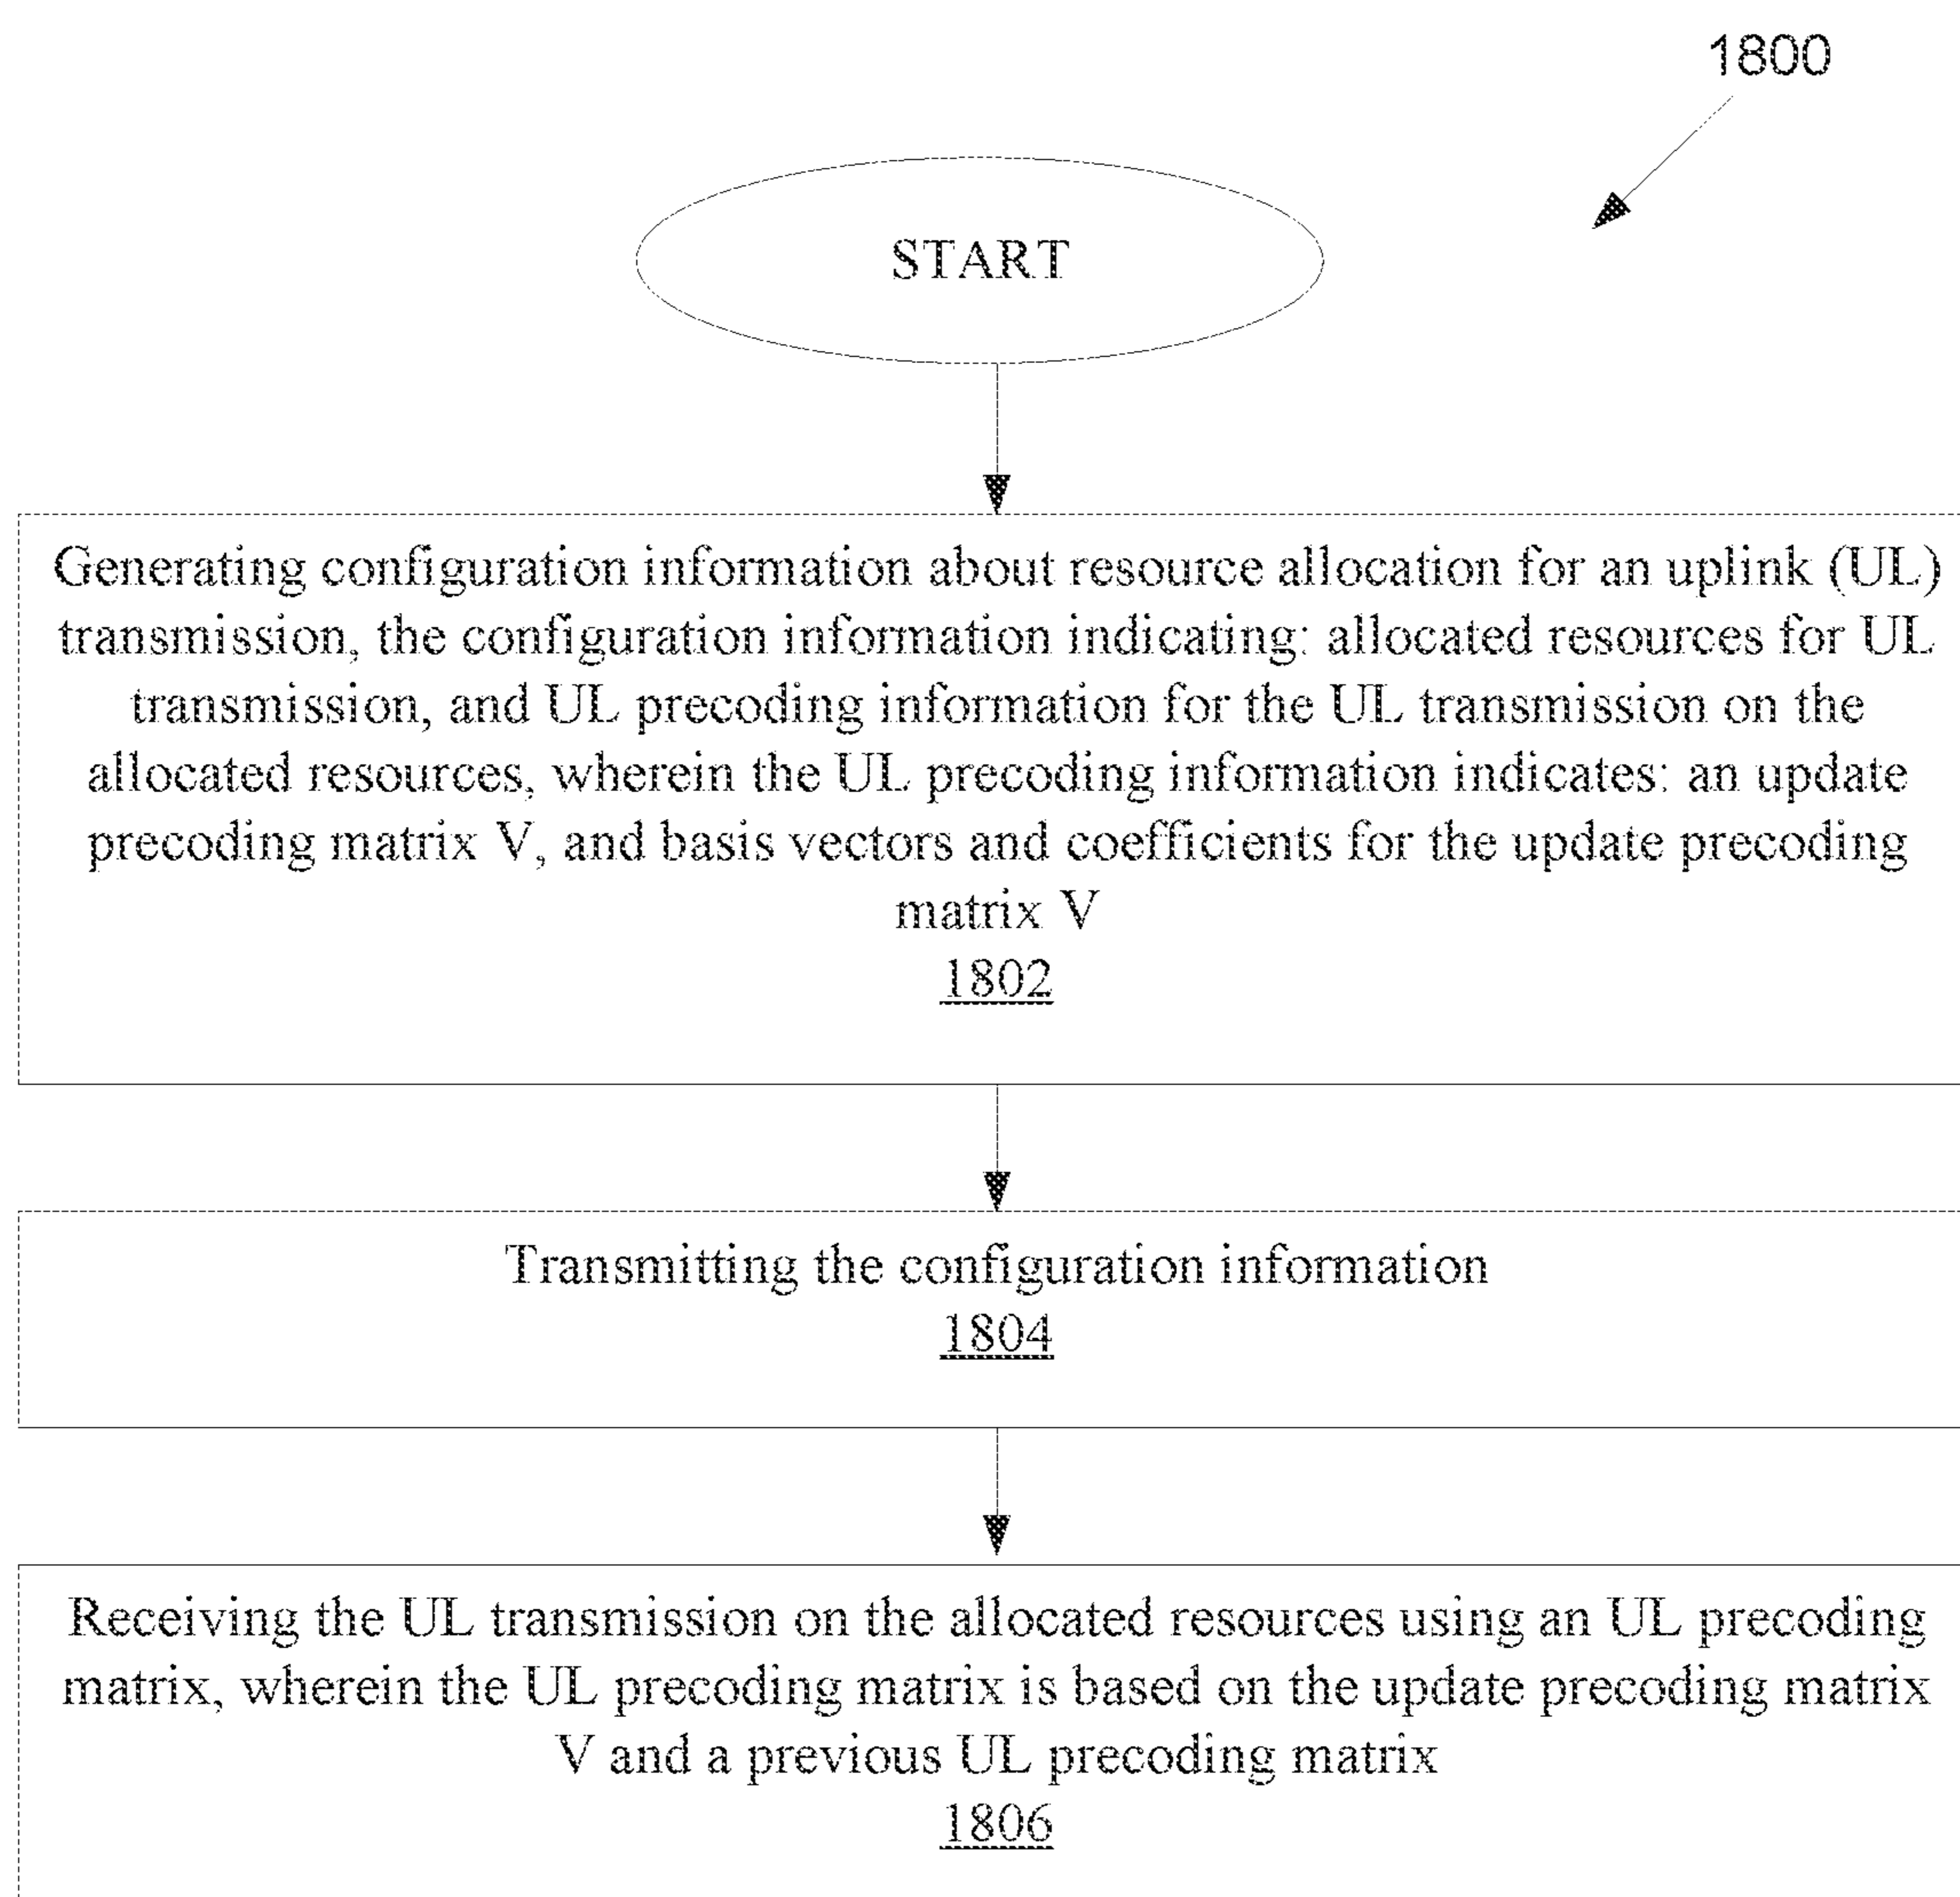 1800
START
Generating configuration information about resource allocation for an uplink (UL)
transmission, the configuration information indicating: allocated resources for UL
transmission, and UL precoding information for the UL transmission on the
allocated resources, wherein the UL precoding information indicates: an update
precoding matrix V, and basis vectors and coefficients for the update precoding
matrix V
1802
Transmitting the configuration information
1804
Receiving the UL transmission on the allocated resources using an UL precoding
matrix, wherein the UL precoding matrix is based on the update precoding matrix
V and a previous UL precoding matrix
1806